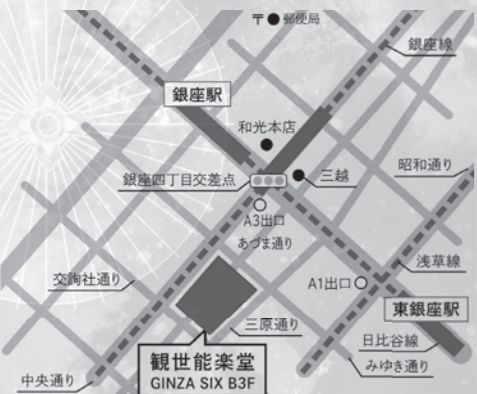 〒●郵便局
銀座線
銀座駅
和光本店
昭和通り
銀座四丁目交差点
三越
A3出口
あづま通り
浅草線
交詢社通り
A1出口
東銀座駅
三原通り
日比谷線
観世能楽堂
GINZA SIX B3F
みゆき通り
中央通り